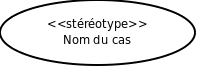 <<stéréotype>>
Nom du cas